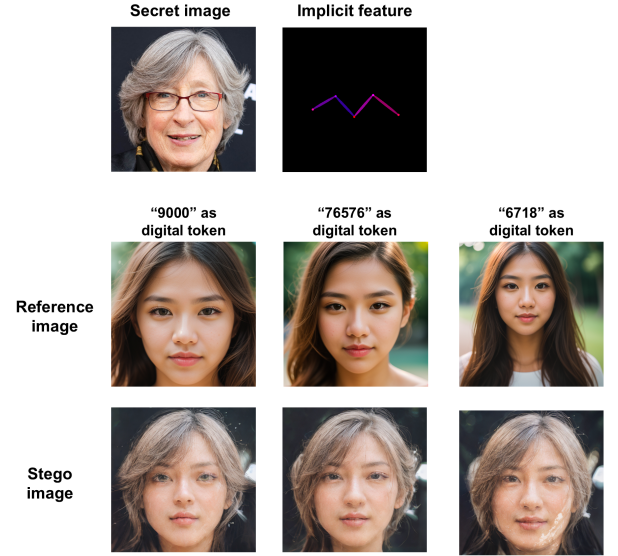 Secret image
Implicit feature
“9000” as
digital token
“76576” as
digital token
“6718” as
digital token
Reference
image
Stego
image